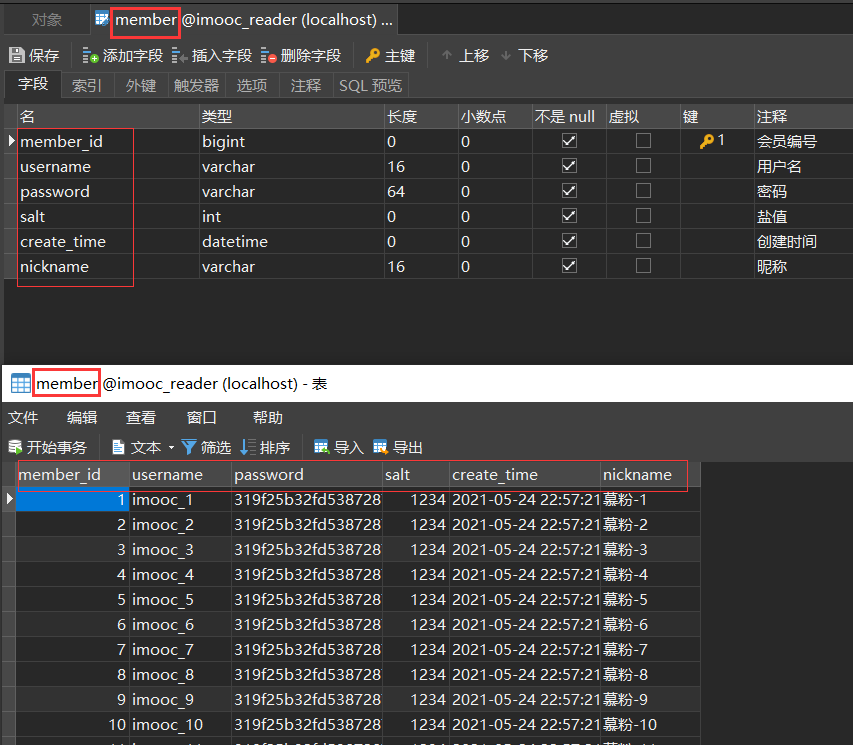 对象 member @imooc_reader (localhost) ...
保存 添加字段 插入字段 删除字段 主键 上移 下移
字段 索引 外键 触发器 选项 注释 SQL 预览
名 类型 长度 小数点 不是 null 虚拟 键 注释
member_id bigint 0 0 1 会员编号
username varchar 16 0 用户名
password varchar 64 0 密码
salt int 0 0 盐值
create_time datetime 0 0 创建时间
nickname varchar 16 0 昵称
member @imooc_reader (localhost) - 表
文件 编辑 查看 窗口 帮助
开始事务 文本 筛选 排序 导入 导出
member_id username password salt create_time nickname
1 imooc_1 319f25b32fd538728 1234 2021-05-24 22:57:21 慕粉-1
2 imooc_2 319f25b32fd538728 1234 2021-05-24 22:57:21 慕粉-2
3 imooc_3 319f25b32fd538728 1234 2021-05-24 22:57:21 慕粉-3
4 imooc_4 319f25b32fd538728 1234 2021-05-24 22:57:21 慕粉-4
5 imooc_5 319f25b32fd538728 1234 2021-05-24 22:57:21 慕粉-5
6 imooc_6 319f25b32fd538728 1234 2021-05-24 22:57:21 慕粉-6
7 imooc_7 319f25b32fd538728 1234 2021-05-24 22:57:21 慕粉-7
8 imooc_8 319f25b32fd538728 1234 2021-05-24 22:57:21 慕粉-8
9 imooc_9 319f25b32fd538728 1234 2021-05-24 22:57:21 慕粉-9
10 imooc_10 319f25b32fd538728 1234 2021-05-24 22:57:21 慕粉-10